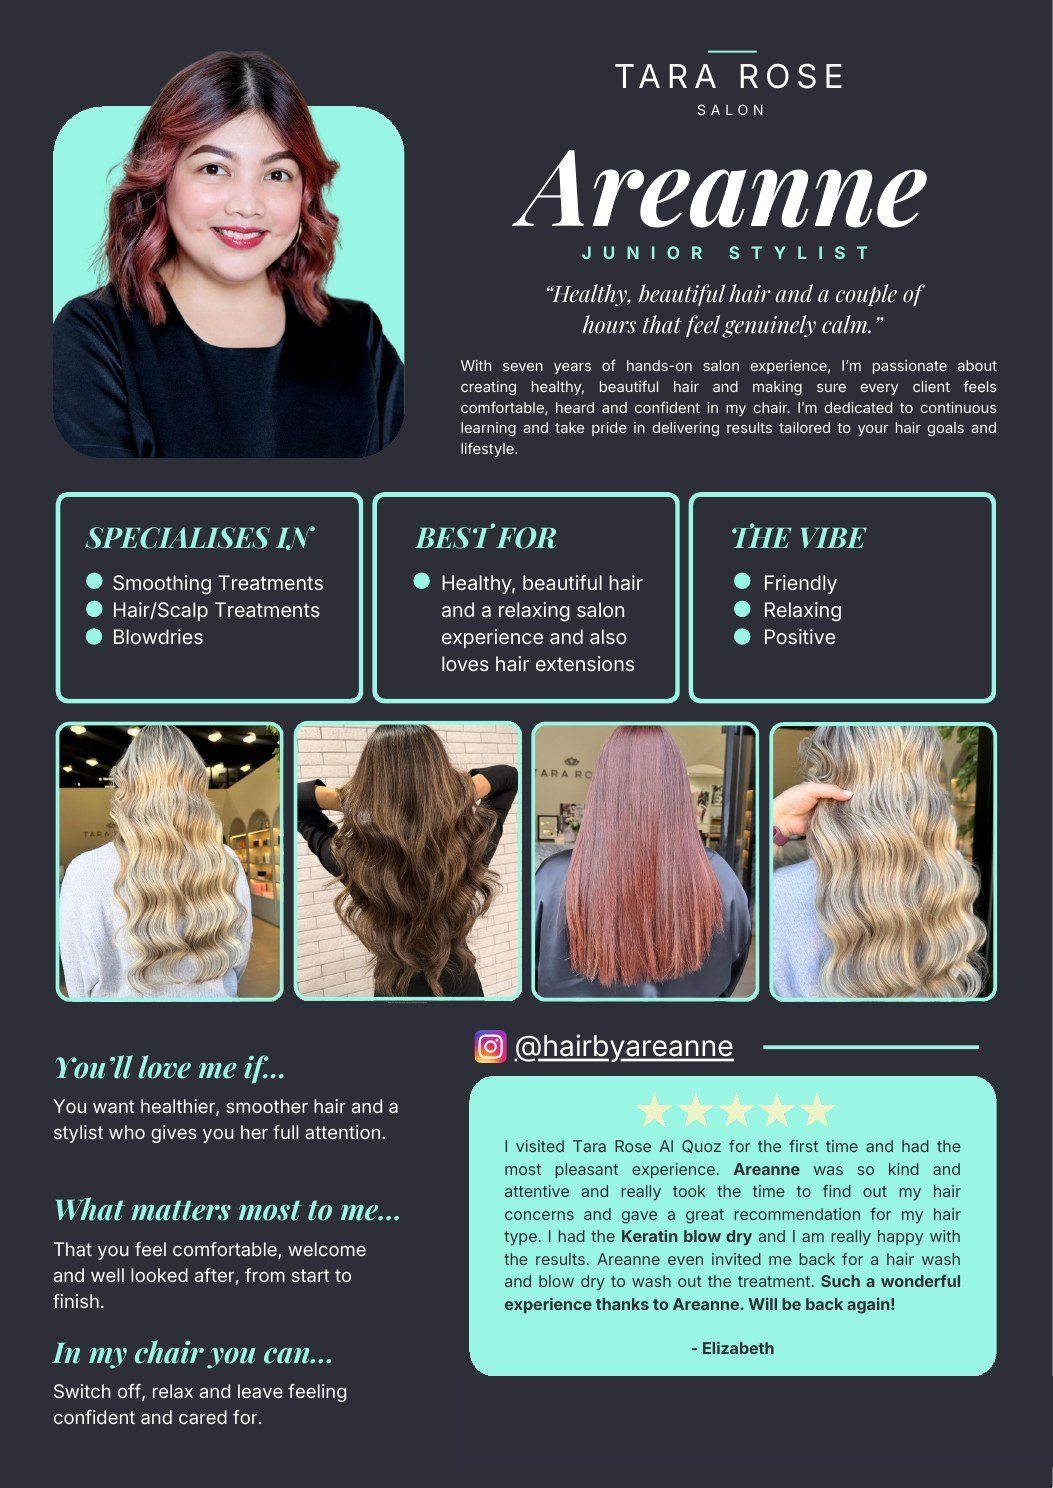 TARA ROSE
SALON
Areanne
JUNIOR STYLIST
“Healthy, beautiful hair and a couple of
hours that feel genuinely calm.”
With seven years of hands-on salon experience, I’m passionate about
creating healthy, beautiful hair and making sure every client feels
comfortable, heard and confident in my chair. I’m dedicated to continuous
learning and take pride in delivering results tailored to your hair goals and
lifestyle.
SPECIALISES IN
Smoothing Treatments
Hair/Scalp Treatments
Blowdries
BEST FOR
Healthy, beautiful hair
and a relaxing salon
experience and also
loves hair extensions
THE VIBE
Friendly
Relaxing
Positive
TARA RO
You’ll love me if...
You want healthier, smoother hair and a
stylist who gives you her full attention.
What matters most to me...
That you feel comfortable, welcome
and well looked after, from start to
finish.
In my chair you can...
Switch off, relax and leave feeling
confident and cared for.
@hairbyareanne
I visited Tara Rose Al Quoz for the first time and had the
most pleasant experience. Areanne was so kind and
attentive and really took the time to find out my hair
concerns and gave a great recommendation for my hair
type. I had the Keratin blow dry and I am really happy with
the results. Areanne even invited me back for a hair wash
and blow dry to wash out the treatment. Such a wonderful
experience thanks to Areanne. Will be back again!
- Elizabeth